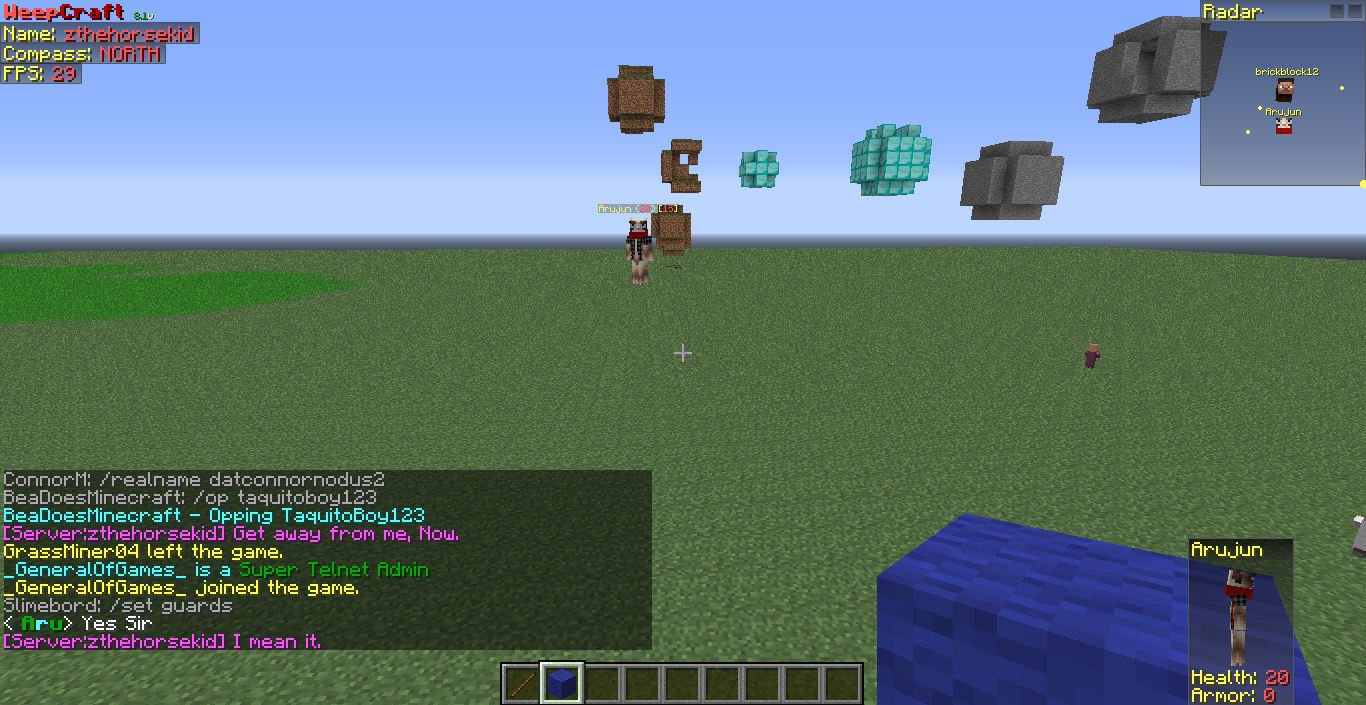 WeepCraft
Name: zthehorsekid
Compass: NORTH
FPS: 29
Radar
brickblock12
Arujun
Arujun
ConnorM: /realname datconnornodus2
BeaDoesMinecraft: /op taquitoboy123
BeaDoesMinecraft - Opping TaquitoBoy123
[Server:zthehorsekid] Get away from me, Now.
GrassMiner04 left the game.
_GeneralOfGames_ is a Super Telnet Admin
_GeneralOfGames_ joined the game.
Slimebord: /set guards
< Aru> Yes Sir
[Server:zthehorsekid] I mean it.
Arujun
Health: 20
Armor: 0